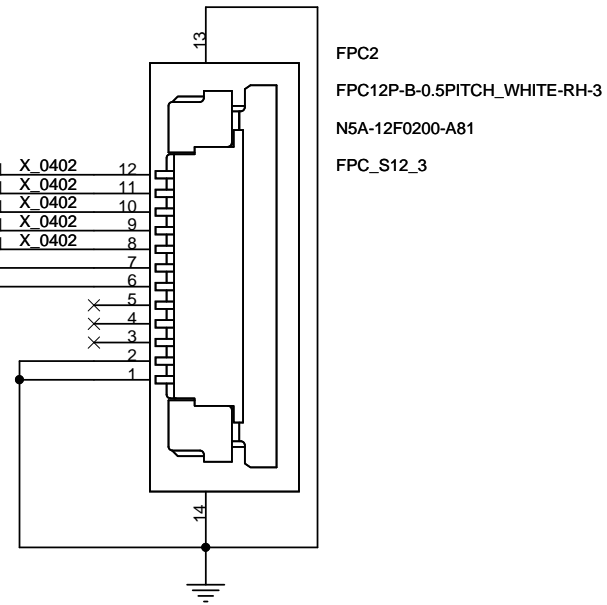 13
FPC2
FPC12P-B-0.5PITCH_WHITE-RH-3
N5A-12F0200-A81
FPC_S12_3
X_0402 12
X_0402 11
X_0402 10
X_0402 9
X_0402 8
7
6
5
4
3
2
1
14